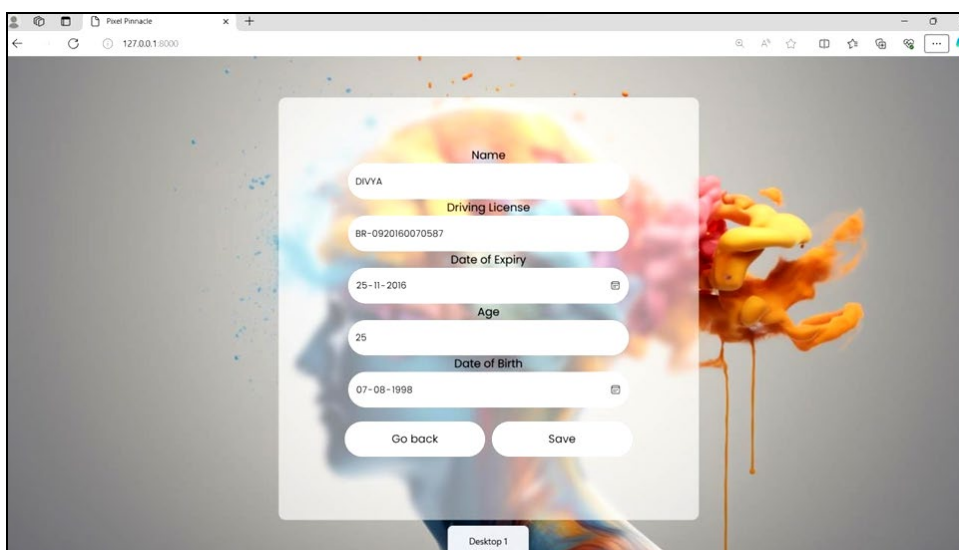 Pixel Pinnacle
127.0.0.1:8000
Name
DIVYA
Driving License
BR-0920160070587
Date of Expiry
25-11-2016
Age
25
Date of Birth
07-08-1998
Go back Save
Desktop 1